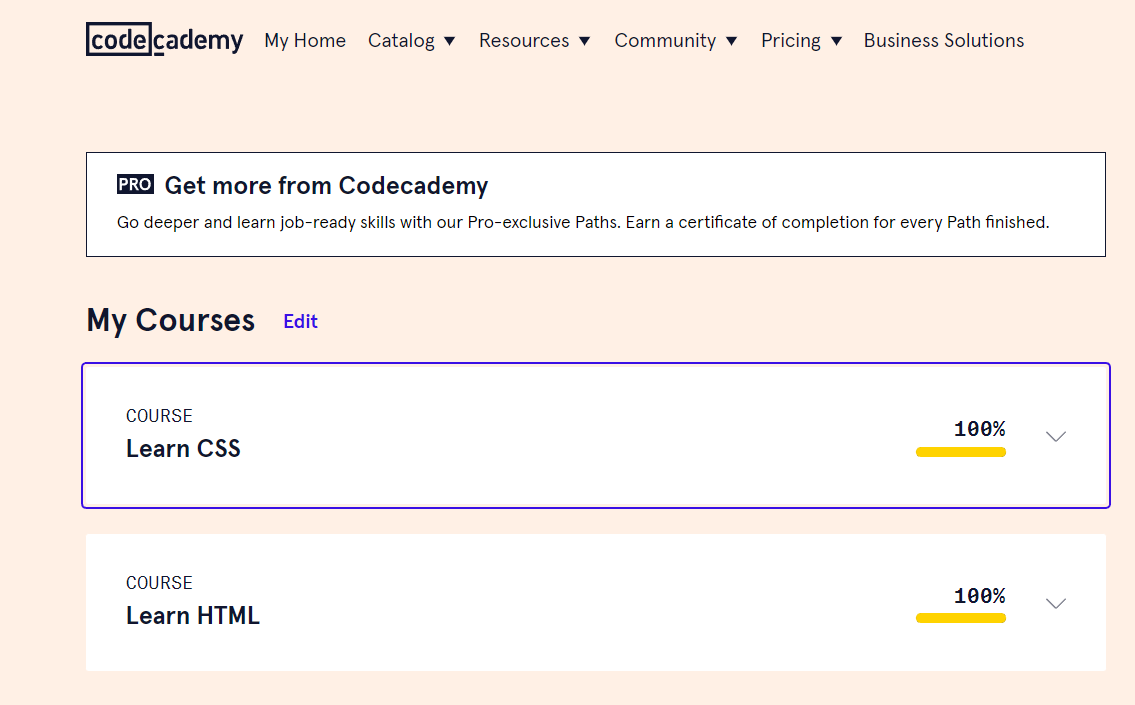 codecademy My Home Catalog Resources Community Pricing Business Solutions
PRO Get more from Codecademy
Go deeper and learn job-ready skills with our Pro-exclusive Paths. Earn a certificate of completion for every Path finished.
My Courses Edit
COURSE
Learn CSS
100%
COURSE
Learn HTML
100%